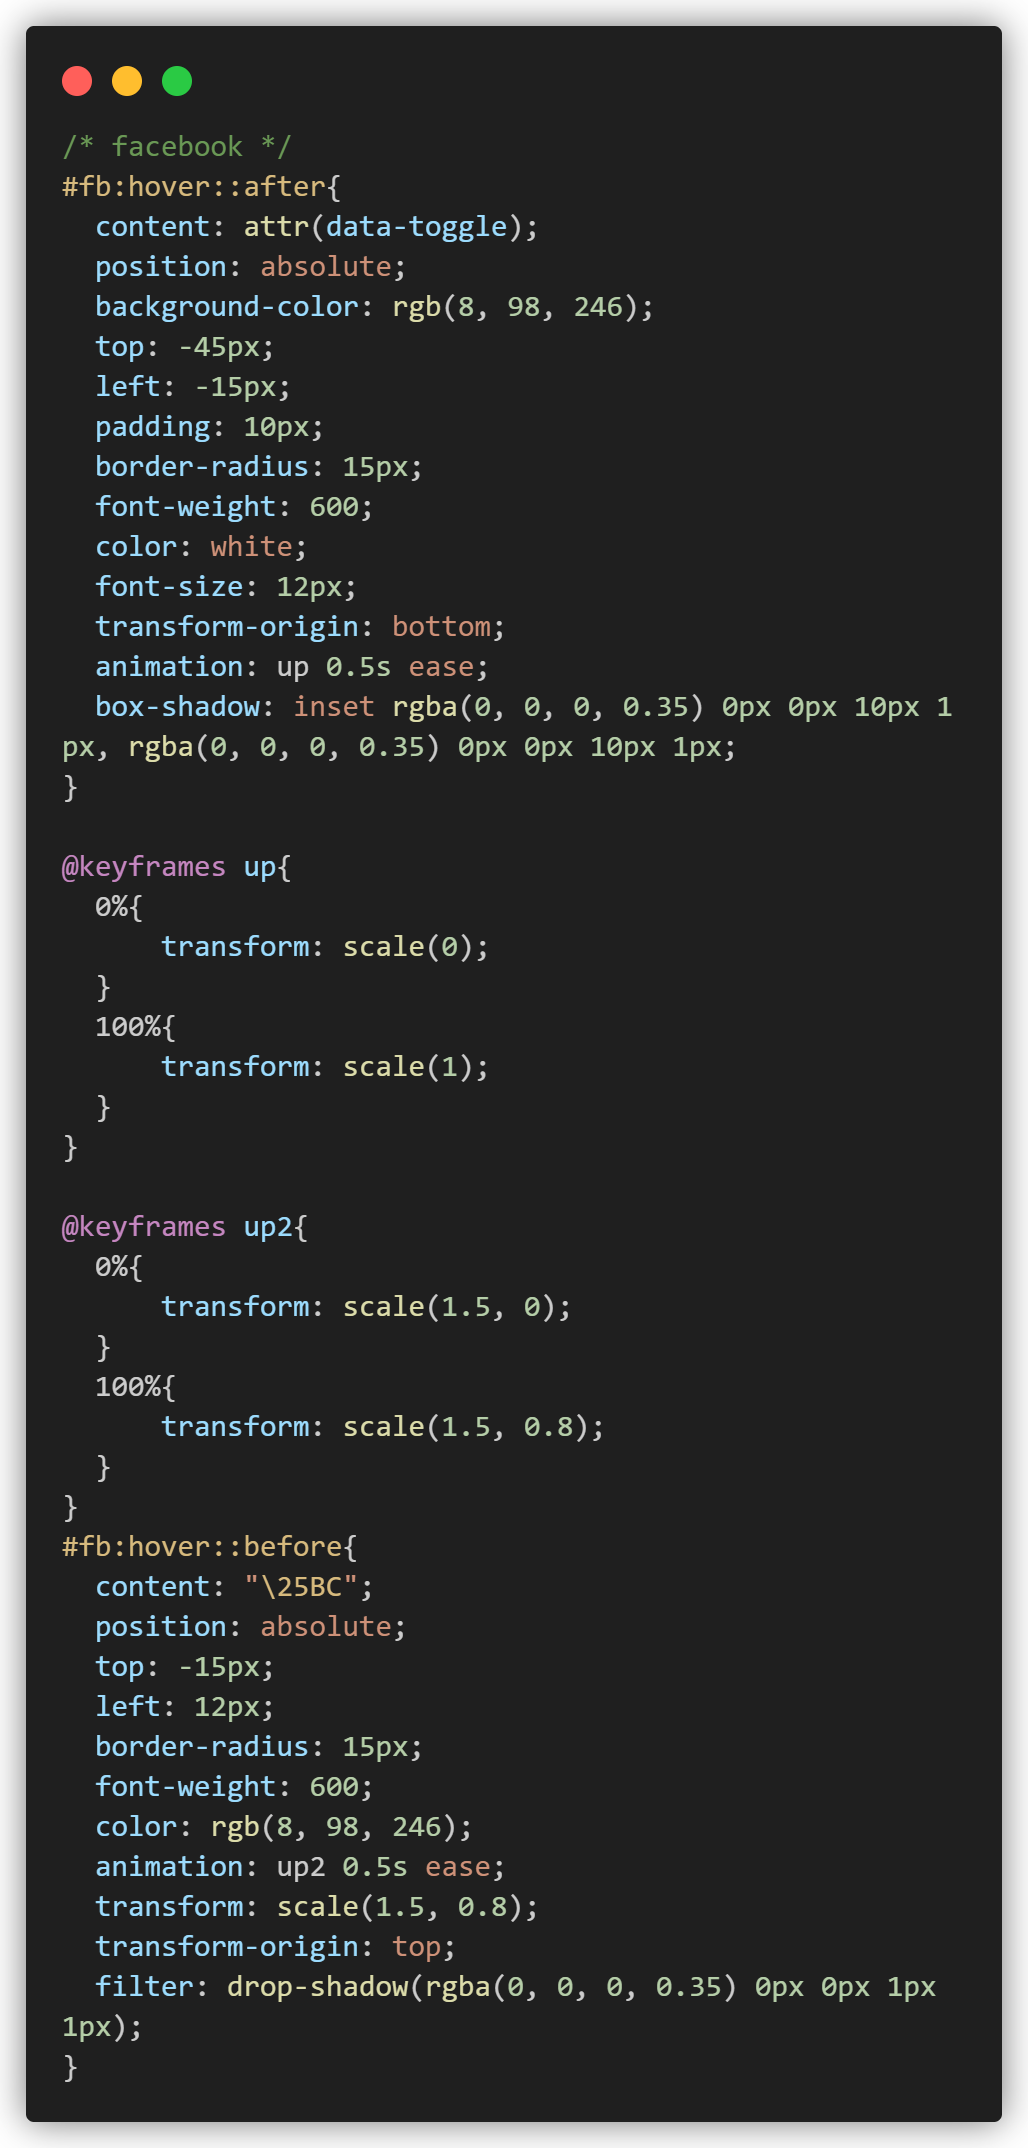 /* facebook */
#fb:hover::after{
  content: attr(data-toggle);
  position: absolute;
  background-color: rgb(8, 98, 246);
  top: -45px;
  left: -15px;
  padding: 10px;
  border-radius: 15px;
  font-weight: 600;
  color: white;
  font-size: 12px;
  transform-origin: bottom;
  animation: up 0.5s ease;
  box-shadow: inset rgba(0, 0, 0, 0.35) 0px 0px 10px 1
px, rgba(0, 0, 0, 0.35) 0px 0px 10px 1px;
}

@keyframes up{
  0%{
      transform: scale(0);
  }
  100%{
      transform: scale(1);
  }
}

@keyframes up2{
  0%{
      transform: scale(1.5, 0);
  }
  100%{
      transform: scale(1.5, 0.8);
  }
}
#fb:hover::before{
  content: "\25BC";
  position: absolute;
  top: -15px;
  left: 12px;
  border-radius: 15px;
  font-weight: 600;
  color: rgb(8, 98, 246);
  animation: up2 0.5s ease;
  transform: scale(1.5, 0.8);
  transform-origin: top;
  filter: drop-shadow(rgba(0, 0, 0, 0.35) 0px 0px 1px
1px);
}